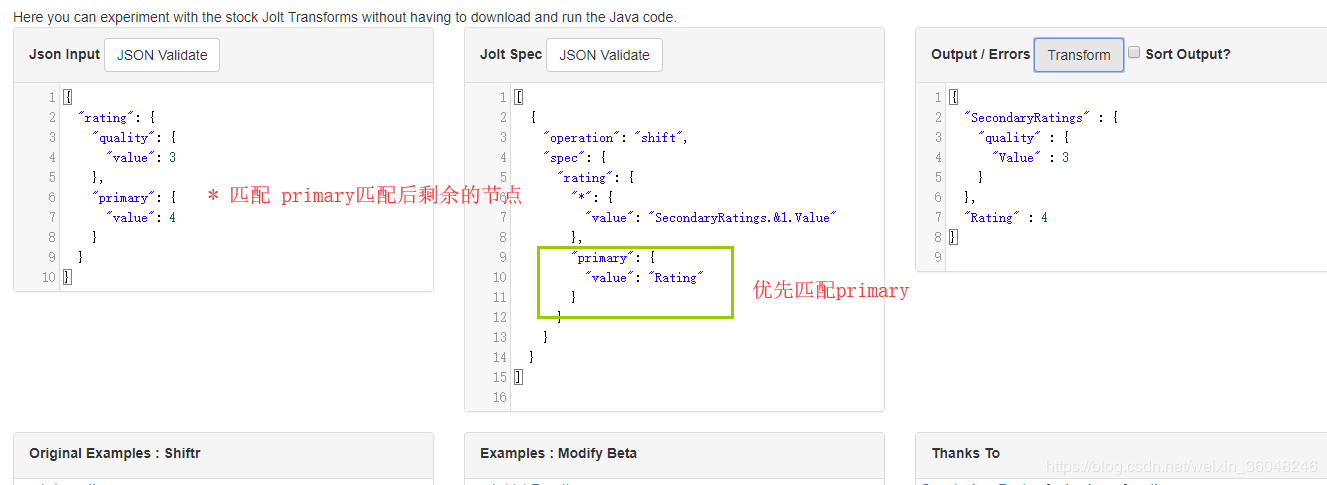 Here you can experiment with the stock Jolt Transforms without having to download and run the Java code.
Json Input JSON Validate
1 {
2 "rating": {
3 "quality": {
4 "value": 3
5 },
6 "primary": {
7 "value": 4
8 }
9 }
10 }
* 匹配 primary匹配后剩余的节点
Jolt Spec JSON Validate
1 [
2 {
3 "operation": "shift",
4 "spec": {
5 "rating": {
6 "*": {
7 "value": "SecondaryRatings.&1.Value"
8 },
9 "primary": {
10 "value": "Rating"
11 }
12 }
13 }
14 }
15 ]
16
优先匹配primary
Output / Errors Transform Sort Output?
1 {
2 "SecondaryRatings" : {
3 "quality" : {
4 "Value" : 3
5 }
6 },
7 "Rating" : 4
8 }
9
Original Examples : Shiftr
Examples : Modify Beta
Thanks To
https://blog.csdn.net/weixin_36048246